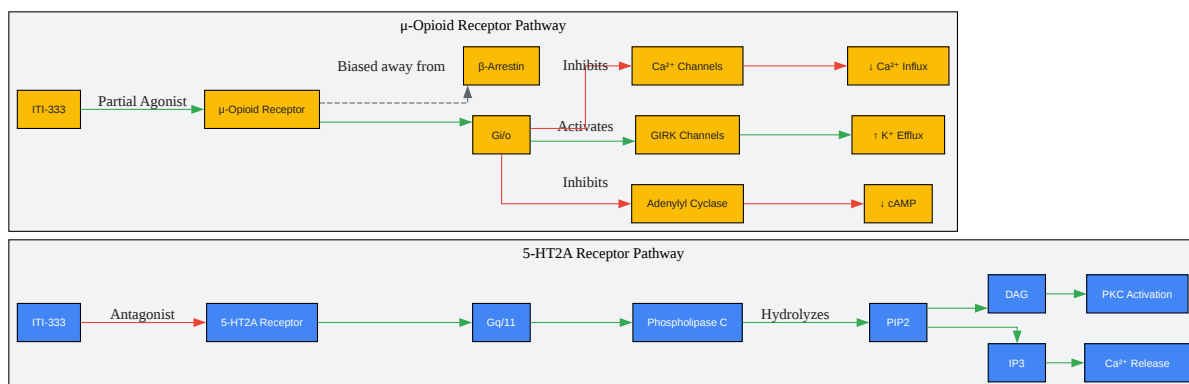 μ-Opioid Receptor Pathway
ITI-333
Partial Agonist
μ-Opioid Receptor
Biased away from
β-Arrestin
Gi/o
Inhibits
Ca²⁺ Channels
↓ Ca²⁺ Influx
Activates
GIRK Channels
↑ K⁺ Efflux
Inhibits
Adenylyl Cyclase
↓ cAMP
5-HT2A Receptor Pathway
ITI-333
Antagonist
5-HT2A Receptor
Gq/11
Phospholipase C
Hydrolyzes
PIP2
DAG
PKC Activation
IP3
Ca²⁺ Release